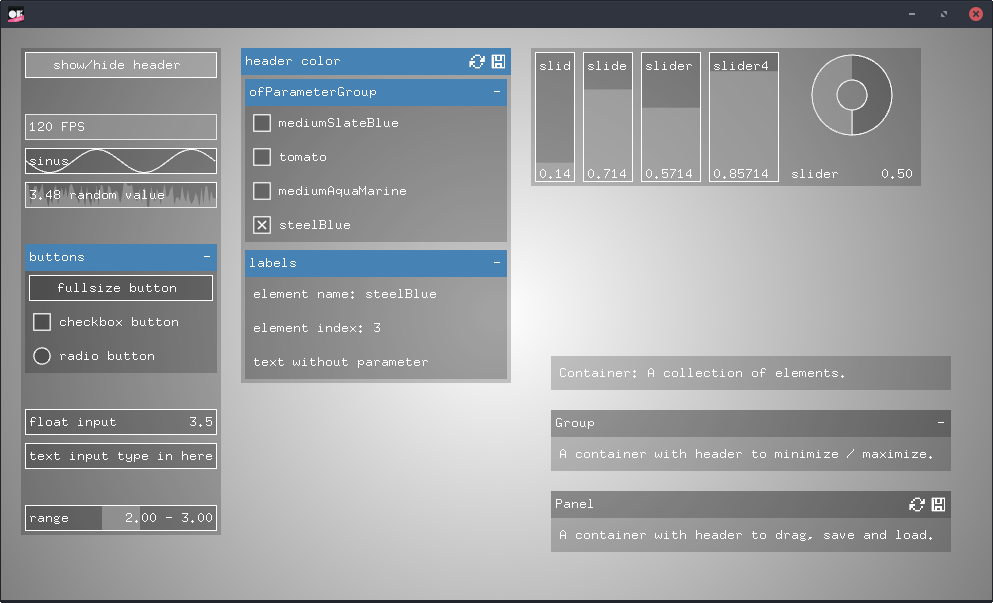 OF
show/hide header
120 FPS
sinus
3.48 random value
buttons
-
fullsize button
checkbox button
radio button
float input 3.5
text input type in here
range 2.00 - 3.00
header color
ofParameterGroup -
mediumSlateBlue
tomato
mediumAquaMarine
steelBlue
labels -
element name: steelBlue
element index: 3
text without parameter
slid slide slider slider4
0.14 0.714 0.5714 0.85714 slider 0.50
Container: A collection of elements.
Group -
A container with header to minimize / maximize.
Panel
A container with header to drag, save and load.